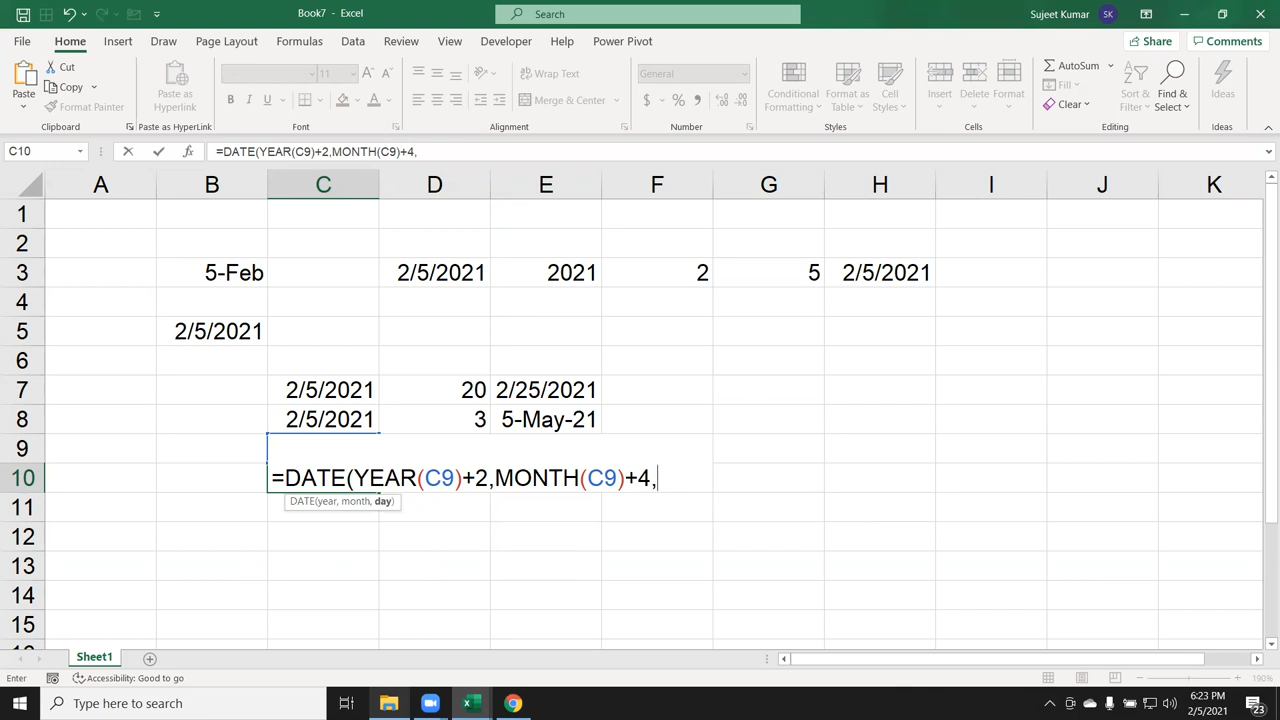 Book7 - Excel
Search
Sujeet Kumar
SK
File Home Insert Draw Page Layout Formulas Data Review View Developer Help Power Pivot
Share Comments
Paste
Cut
Copy
Format Painter
Clipboard
Paste as
Hyperlink
Paste as HyperLink
11
A A
B I U A
Font
Wrap Text
Merge & Center
Alignment
General
$ % ,
Number
Conditional
Formatting
Format as
Table
Cell
Styles
Styles
Insert Delete Format
Cells
AutoSum
Fill
Clear
Sort &
Filter
Find &
Select
Editing
Ideas
Ideas
C10
fx
=DATE(YEAR(C9)+2,MONTH(C9)+4,
A B C D E F G H I J K
1
2
3 5-Feb 2/5/2021 2021 2 5 2/5/2021
4
5 2/5/2021
6
7 2/5/2021 20 2/25/2021
8 2/5/2021 3 5-May-21
9
10 =DATE(YEAR(C9)+2,MONTH(C9)+4,
DATE(year, month, day)
11
12
13
14
15
Sheet1
Enter
Accessibility: Good to go
190%
Type here to search
6:23 PM
2/5/2021
23